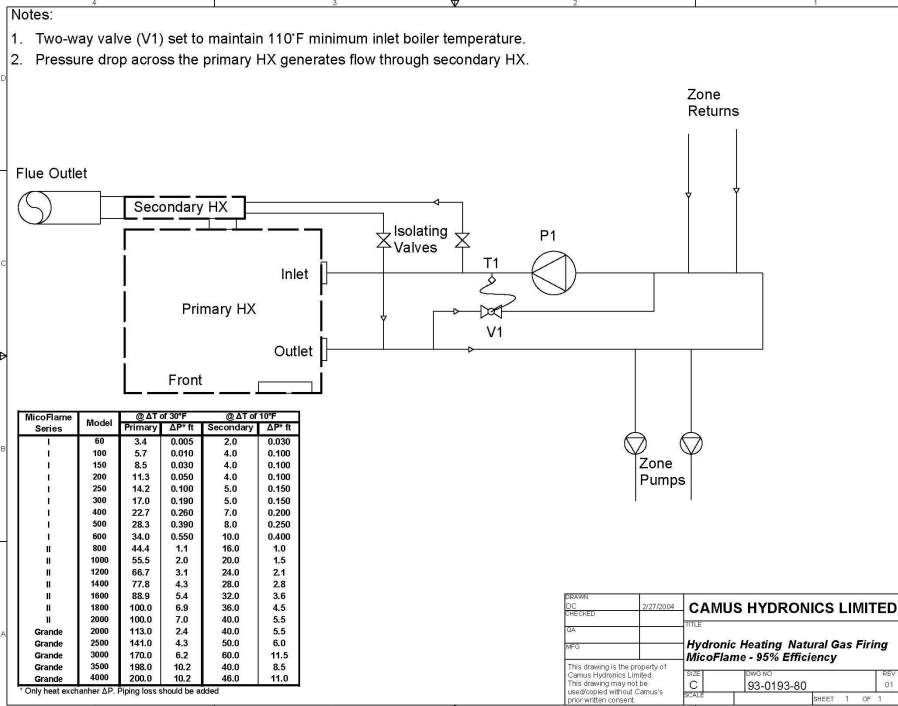 4 3 2 1
Notes:
1. Two-way valve (V1) set to maintain 110°F minimum inlet boiler temperature.
2. Pressure drop across the primary HX generates flow through secondary HX.
D
Zone
Returns
Flue Outlet
Secondary HX
Isolating
Valves
P1
C
Inlet
T1
Primary HX
V1
Outlet
Front
MicoFlame Series Model @ ΔT of 30°F @ ΔT of 10°F
Primary ΔP* ft Secondary ΔP* ft
I 60 3.4 0.005 2.0 0.030
I 100 5.7 0.010 4.0 0.100
I 150 8.5 0.030 4.0 0.100
I 200 11.3 0.050 4.0 0.100
I 250 14.2 0.100 5.0 0.150
I 300 17.0 0.190 5.0 0.150
I 400 22.7 0.260 7.0 0.200
I 500 28.3 0.390 8.0 0.250
I 600 34.0 0.550 10.0 0.400
II 800 44.4 1.1 16.0 1.0
II 1000 55.5 2.0 20.0 1.5
II 1200 66.7 3.1 24.0 2.1
II 1400 77.8 4.3 28.0 2.8
II 1600 88.9 5.4 32.0 3.6
II 1800 100.0 6.9 36.0 4.5
II 2000 100.0 7.0 40.0 5.5
Grande 2000 113.0 2.4 40.0 5.5
Grande 2500 141.0 4.3 50.0 6.0
Grande 3000 170.0 6.2 60.0 11.5
Grande 3500 198.0 10.2 40.0 8.5
Grande 4000 200.0 10.2 46.0 11.0
* Only heat exchanher ΔP. Piping loss should be added
B
Zone
Pumps
A
DRAWN
DC 2/27/2004
CHECKED
QA
MFG
CAMUS HYDRONICS LIMITED
TITLE
Hydronic Heating Natural Gas Firing
MicoFlame - 95% Efficiency
This drawing is the property of
Camus Hydronics Limited.
This drawing may not be
used/copied without Camus's
prior written consent.
SIZE
C
DWG NO
93-0193-80
REV
01
SCALE
SHEET 1 OF 1